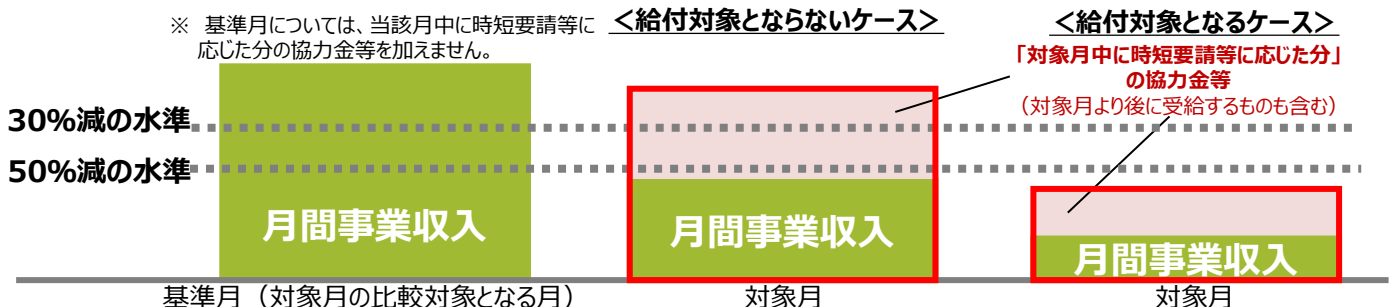 ※ 基準月については、当該月中に時短要請等に
応じた分の協力金等を加えません。
＜給付対象とならないケース＞
＜給付対象となるケース＞
「対象月中に時短要請等に応じた分」
の協力金等
（対象月より後に受給するものも含む）
30%減の水準
50%減の水準
月間事業収入
月間事業収入
月間事業収入
基準月（対象月の比較対象となる月）
対象月
対象月